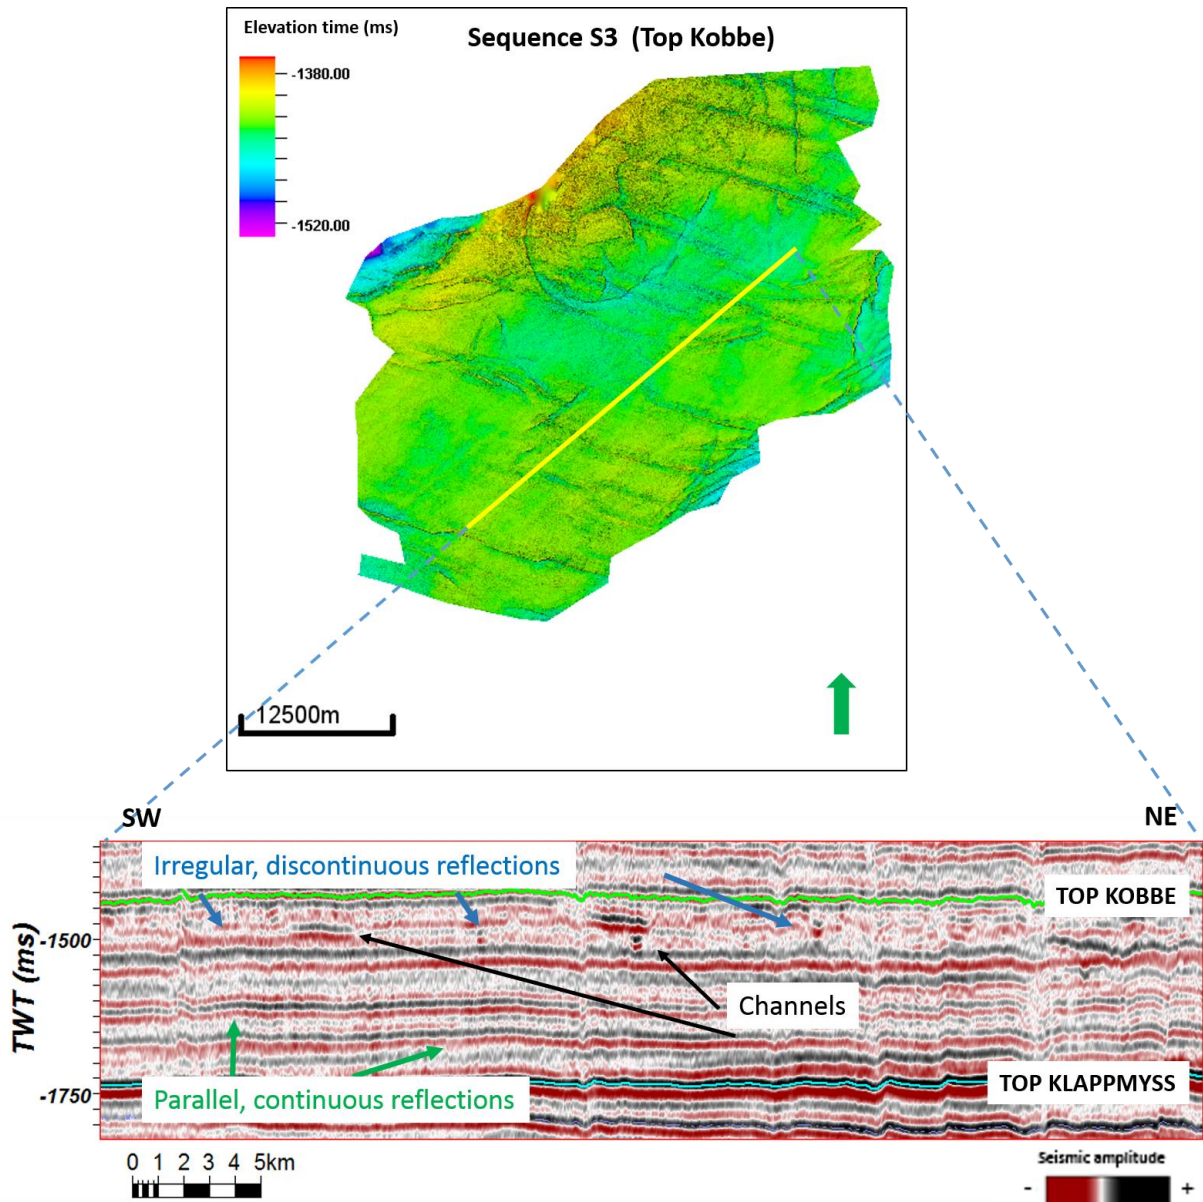 Elevation time (ms)
Sequence S3 (Top Kobbe)
-1380.00
-1520.00
12500m
SW
NE
Irregular, discontinuous reflections
TOP KOBBE
-1500
TWT (ms)
Channels
TOP KLAPPMYSS
-1750
Parallel, continuous reflections
0 1 2 3 4 5km
Seismic amplitude
- +